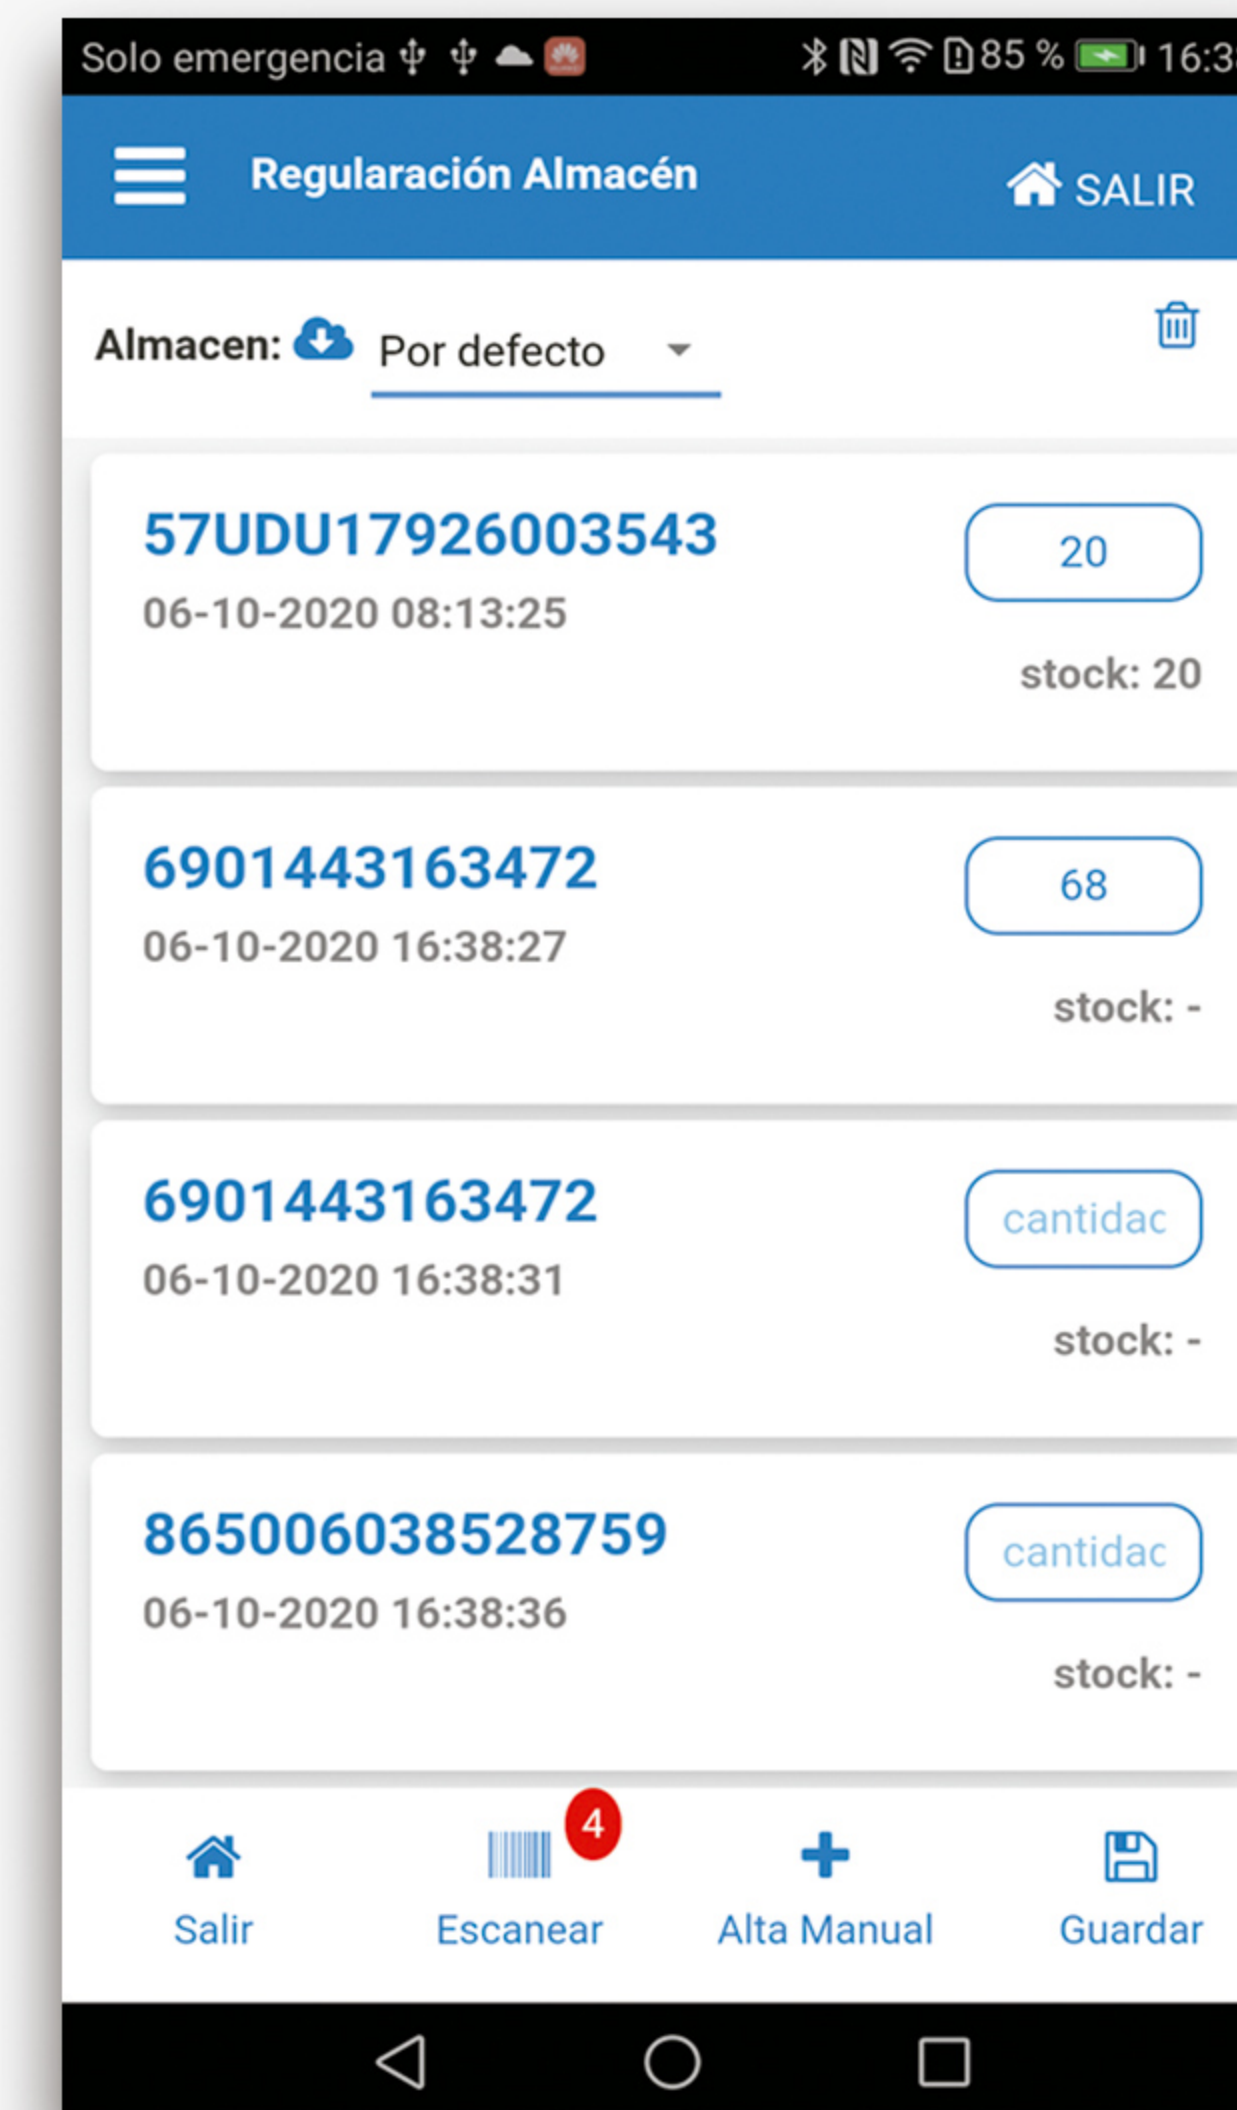 Solo emergencia 85 % 16:38
Regularación Almacén SALIR
Almacen: Por defecto
57UDU17926003543 20
06-10-2020 08:13:25
stock: 20
6901443163472 68
06-10-2020 16:38:27
stock: -
6901443163472 cantidac
06-10-2020 16:38:31
stock: -
865006038528759 cantidac
06-10-2020 16:38:36
stock: -
4
Salir Escanear Alta Manual Guardar